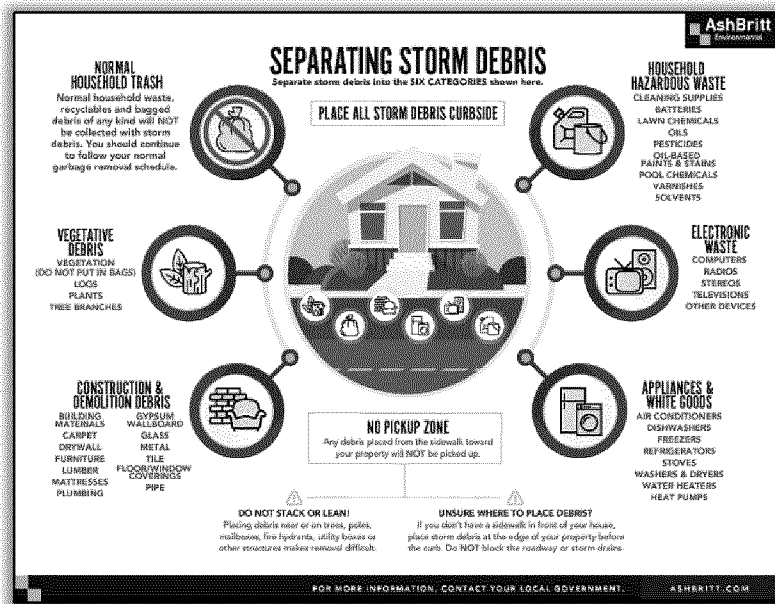 AshBritt
Environmental
SEPARATING STORM DEBRIS
Separate storm debris into the SIX CATEGORIES shown here.
PLACE ALL STORM DEBRIS CURBSIDE
NORMAL
HOUSEHOLD TRASH
Normal household waste,
recyclables and bagged
debris of any kind will NOT
be collected with storm
debris. You should continue
to follow your normal
garbage removal schedule.
HOUSEHOLD
HAZARDOUS WASTE
CLEANING SUPPLIES
BATTERIES
LAWN CHEMICALS
OILS
PESTICIDES
OIL-BASED
PAINTS & STAINS
POOL CHEMICALS
VARNISHES
SOLVENTS
VEGETATIVE
DEBRIS
VEGETATION
(DO NOT PUT IN BAGS)
LOGS
PLANTS
TREE BRANCHES
ELECTRONIC
WASTE
COMPUTERS
RADIOS
STEREOS
TELEVISIONS
OTHER DEVICES
CONSTRUCTION &
DEMOLITION DEBRIS
BUILDING
MATERIALS
CARPET
DRYWALL
FURNITURE
LUMBER
MATTRESSES
PLUMBING
GYPSUM
WALLBOARD
GLASS
METAL
TILE
FLOOR/WINDOW
COVERINGS
PIPE
APPLIANCES &
WHITE GOODS
AIR CONDITIONERS
DISHWASHERS
FREEZERS
REFRIGERATORS
STOVES
WASHERS & DRYERS
WATER HEATERS
HEAT PUMPS
NO PICKUP ZONE
Any debris placed from the sidewalk toward
your property will NOT be picked up.
DO NOT STACK OR LEAN!
Placing debris near or on trees, poles,
mailboxes, fire hydrants, utility boxes or
other structures makes removal difficult.
UNSURE WHERE TO PLACE DEBRIS?
If you don't have a sidewalk in front of your house,
place storm debris at the edge of your property before
the curb. Do NOT block the roadway or storm drains.
FOR MORE INFORMATION, CONTACT YOUR LOCAL GOVERNMENT.
ASHBRITT.COM